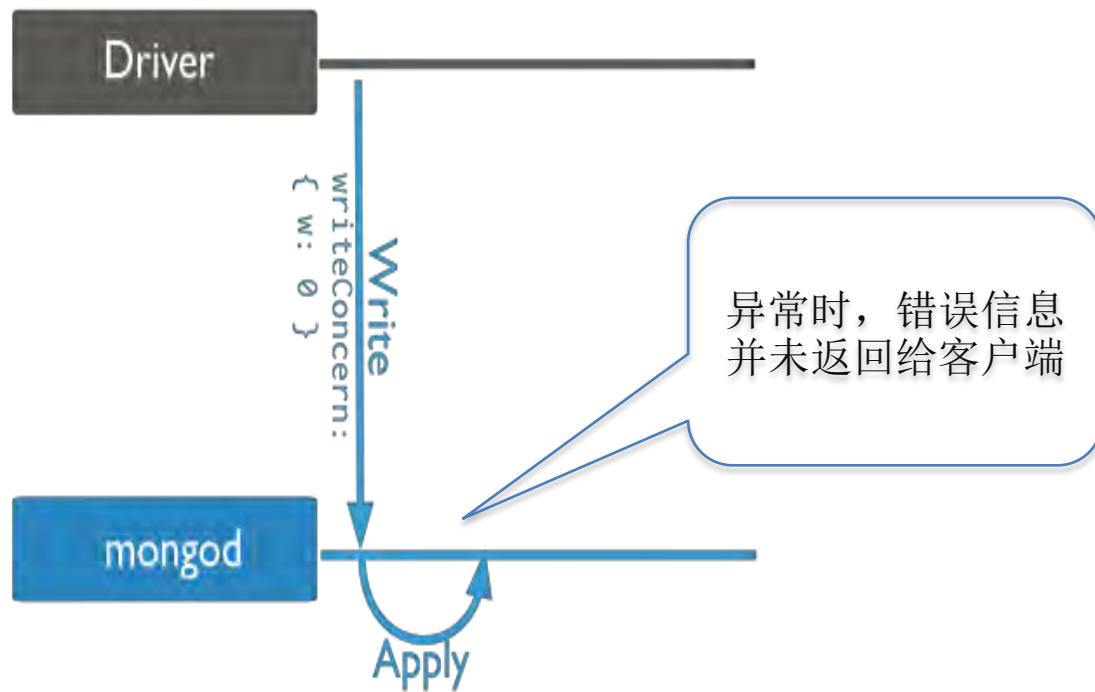 Driver
Write
writeConcern:
{ w: 0 }
异常时，错误信息
并未返回给客户端
mongod
Apply